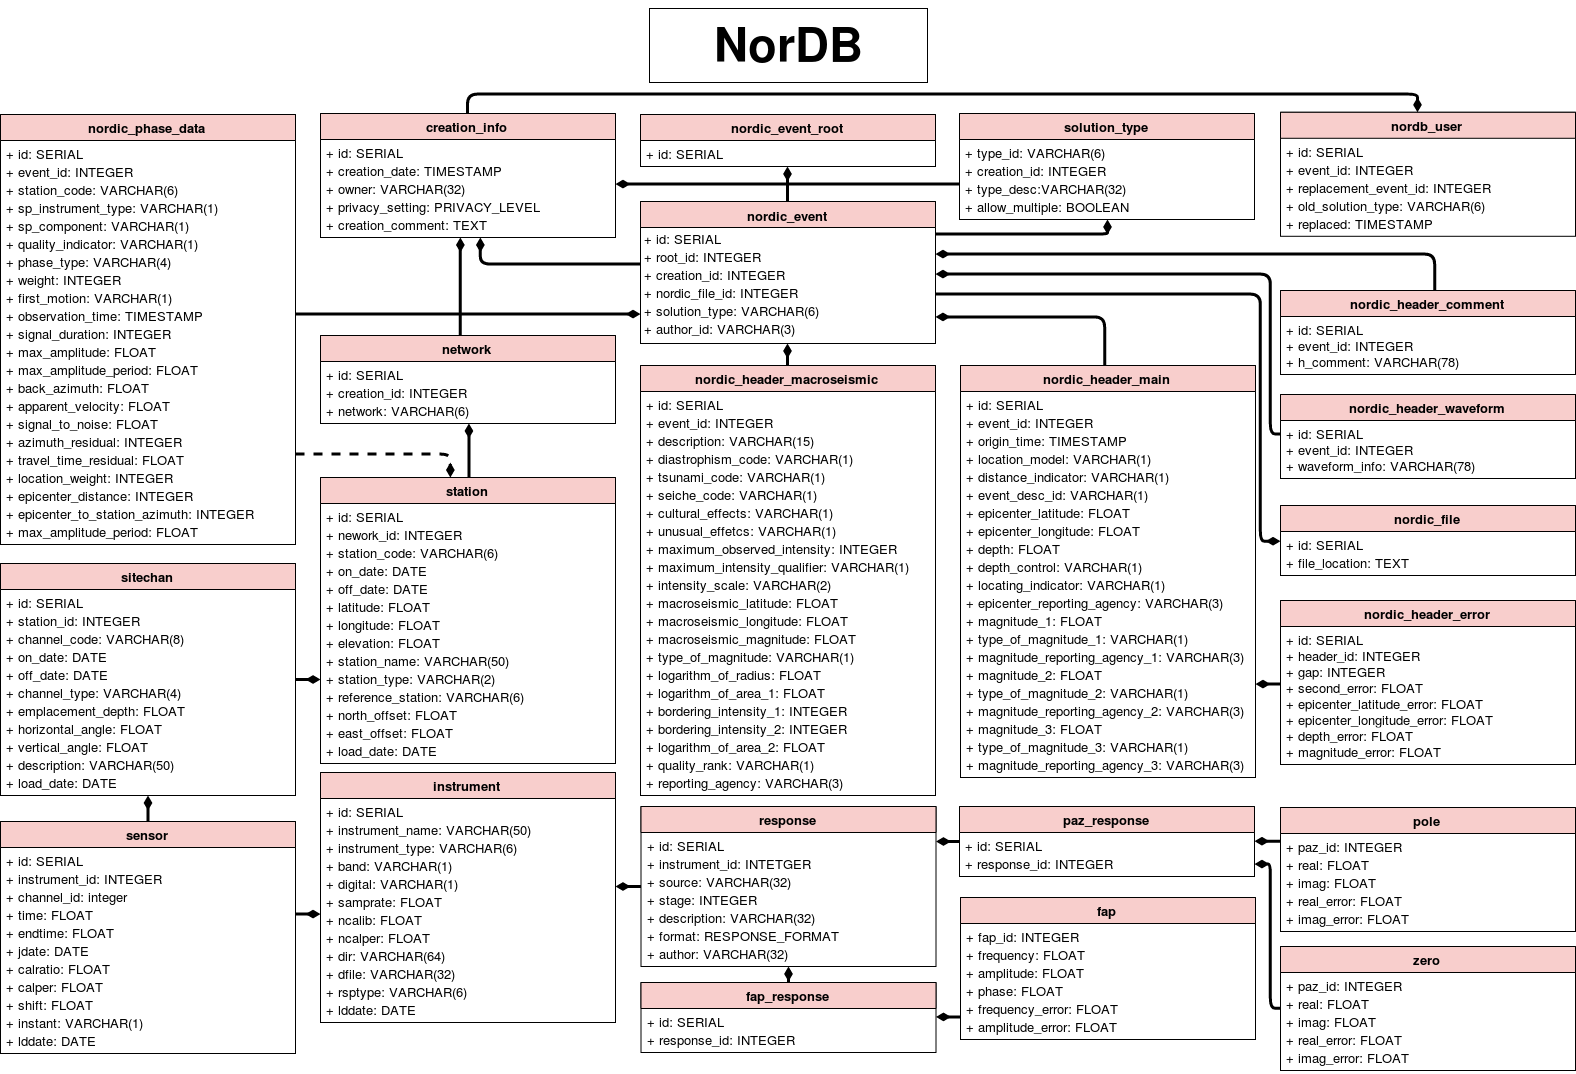 NorDB
nordic_phase_data
+ id: SERIAL
+ event_id: INTEGER
+ station_code: VARCHAR(6)
+ sp_instrument_type: VARCHAR(1)
+ sp_component: VARCHAR(1)
+ quality_indicator: VARCHAR(1)
+ phase_type: VARCHAR(4)
+ weight: INTEGER
+ first_motion: VARCHAR(1)
+ observation_time: TIMESTAMP
+ signal_duration: INTEGER
+ max_amplitude: FLOAT
+ max_amplitude_period: FLOAT
+ back_azimuth: FLOAT
+ apparent_velocity: FLOAT
+ signal_to_noise: FLOAT
+ azimuth_residual: INTEGER
+ travel_time_residual: FLOAT
+ location_weight: INTEGER
+ epicenter_distance: INTEGER
+ epicenter_to_station_azimuth: INTEGER
+ max_amplitude_period: FLOAT
creation_info
+ id: SERIAL
+ creation_date: TIMESTAMP
+ owner: VARCHAR(32)
+ privacy_setting: PRIVACY_LEVEL
+ creation_comment: TEXT
nordic_event_root
+ id: SERIAL
solution_type
+ type_id: VARCHAR(6)
+ creation_id: INTEGER
+ type_desc:VARCHAR(32)
+ allow_multiple: BOOLEAN
nordb_user
+ id: SERIAL
+ event_id: INTEGER
+ replacement_event_id: INTEGER
+ old_solution_type: VARCHAR(6)
+ replaced: TIMESTAMP
nordic_event
+ id: SERIAL
+ root_id: INTEGER
+ creation_id: INTEGER
+ nordic_file_id: INTEGER
+ solution_type: VARCHAR(6)
+ author_id: VARCHAR(3)
nordic_header_comment
+ id: SERIAL
+ event_id: INTEGER
+ h_comment: VARCHAR(78)
network
+ id: SERIAL
+ creation_id: INTEGER
+ network: VARCHAR(6)
nordic_header_macroseismic
+ id: SERIAL
+ event_id: INTEGER
+ description: VARCHAR(15)
+ diastrophism_code: VARCHAR(1)
+ tsunami_code: VARCHAR(1)
+ seiche_code: VARCHAR(1)
+ cultural_effects: VARCHAR(1)
+ unusual_effetcs: VARCHAR(1)
+ maximum_observed_intensity: INTEGER
+ maximum_intensity_qualifier: VARCHAR(1)
+ intensity_scale: VARCHAR(2)
+ macroseismic_latitude: FLOAT
+ macroseismic_longitude: FLOAT
+ macroseismic_magnitude: FLOAT
+ type_of_magnitude: VARCHAR(1)
+ logarithm_of_radius: FLOAT
+ logarithm_of_area_1: FLOAT
+ bordering_intensity_1: INTEGER
+ bordering_intensity_2: INTEGER
+ logarithm_of_area_2: FLOAT
+ quality_rank: VARCHAR(1)
+ reporting_agency: VARCHAR(3)
nordic_header_main
+ id: SERIAL
+ event_id: INTEGER
+ origin_time: TIMESTAMP
+ location_model: VARCHAR(1)
+ distance_indicator: VARCHAR(1)
+ event_desc_id: VARCHAR(1)
+ epicenter_latitude: FLOAT
+ epicenter_longitude: FLOAT
+ depth: FLOAT
+ depth_control: VARCHAR(1)
+ locating_indicator: VARCHAR(1)
+ epicenter_reporting_agency: VARCHAR(3)
+ magnitude_1: FLOAT
+ type_of_magnitude_1: VARCHAR(1)
+ magnitude_reporting_agency_1: VARCHAR(3)
+ magnitude_2: FLOAT
+ type_of_magnitude_2: VARCHAR(1)
+ magnitude_reporting_agency_2: VARCHAR(3)
+ magnitude_3: FLOAT
+ type_of_magnitude_3: VARCHAR(1)
+ magnitude_reporting_agency_3: VARCHAR(3)
nordic_header_waveform
+ id: SERIAL
+ event_id: INTEGER
+ waveform_info: VARCHAR(78)
station
+ id: SERIAL
+ nework_id: INTEGER
+ station_code: VARCHAR(6)
+ on_date: DATE
+ off_date: DATE
+ latitude: FLOAT
+ longitude: FLOAT
+ elevation: FLOAT
+ station_name: VARCHAR(50)
+ station_type: VARCHAR(2)
+ reference_station: VARCHAR(6)
+ north_offset: FLOAT
+ east_offset: FLOAT
+ load_date: DATE
nordic_file
+ id: SERIAL
+ file_location: TEXT
sitechan
+ id: SERIAL
+ station_id: INTEGER
+ channel_code: VARCHAR(8)
+ on_date: DATE
+ off_date: DATE
+ channel_type: VARCHAR(4)
+ emplacement_depth: FLOAT
+ horizontal_angle: FLOAT
+ vertical_angle: FLOAT
+ description: VARCHAR(50)
+ load_date: DATE
nordic_header_error
+ id: SERIAL
+ header_id: INTEGER
+ gap: INTEGER
+ second_error: FLOAT
+ epicenter_latitude_error: FLOAT
+ epicenter_longitude_error: FLOAT
+ depth_error: FLOAT
+ magnitude_error: FLOAT
instrument
+ id: SERIAL
+ instrument_name: VARCHAR(50)
+ instrument_type: VARCHAR(6)
+ band: VARCHAR(1)
+ digital: VARCHAR(1)
+ samprate: FLOAT
+ ncalib: FLOAT
+ ncalper: FLOAT
+ dir: VARCHAR(64)
+ dfile: VARCHAR(32)
+ rsptype: VARCHAR(6)
+ lddate: DATE
sensor
+ id: SERIAL
+ instrument_id: INTEGER
+ channel_id: integer
+ time: FLOAT
+ endtime: FLOAT
+ jdate: DATE
+ calratio: FLOAT
+ calper: FLOAT
+ shift: FLOAT
+ instant: VARCHAR(1)
+ lddate: DATE
response
+ id: SERIAL
+ instrument_id: INTETGER
+ source: VARCHAR(32)
+ stage: INTEGER
+ description: VARCHAR(32)
+ format: RESPONSE_FORMAT
+ author: VARCHAR(32)
paz_response
+ id: SERIAL
+ response_id: INTEGER
pole
+ paz_id: INTEGER
+ real: FLOAT
+ imag: FLOAT
+ real_error: FLOAT
+ imag_error: FLOAT
fap
+ fap_id: INTEGER
+ frequency: FLOAT
+ amplitude: FLOAT
+ phase: FLOAT
+ frequency_error: FLOAT
+ amplitude_error: FLOAT
zero
+ paz_id: INTEGER
+ real: FLOAT
+ imag: FLOAT
+ real_error: FLOAT
+ imag_error: FLOAT
fap_response
+ id: SERIAL
+ response_id: INTEGER